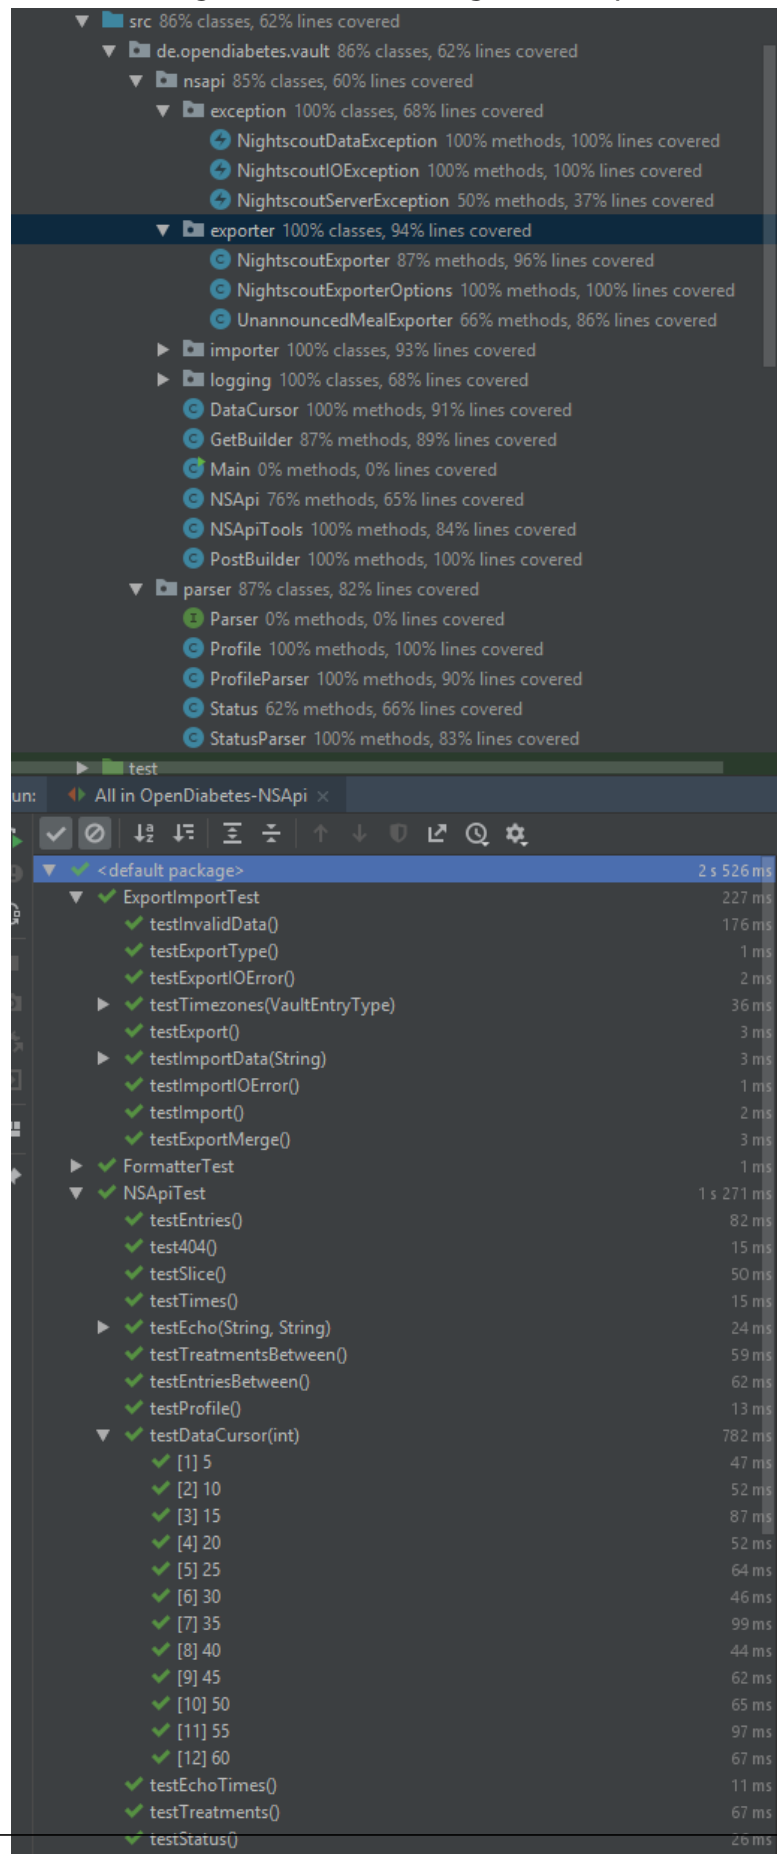 src 86% classes, 62% lines covered
de.opendiabetes.vault 86% classes, 62% lines covered
nsapi 85% classes, 60% lines covered
exception 100% classes, 68% lines covered
NightscoutDataException 100% methods, 100% lines covered
NightscoutIOException 100% methods, 100% lines covered
NightscoutServerException 50% methods, 37% lines covered
exporter 100% classes, 94% lines covered
NightscoutExporter 87% methods, 96% lines covered
NightscoutExporterOptions 100% methods, 100% lines covered
UnannouncedMealExporter 66% methods, 86% lines covered
importer 100% classes, 93% lines covered
logging 100% classes, 68% lines covered
DataCursor 100% methods, 91% lines covered
GetBuilder 87% methods, 89% lines covered
Main 0% methods, 0% lines covered
NSApi 76% methods, 65% lines covered
NSApiTools 100% methods, 84% lines covered
PostBuilder 100% methods, 100% lines covered
parser 87% classes, 82% lines covered
Parser 0% methods, 0% lines covered
Profile 100% methods, 100% lines covered
ProfileParser 100% methods, 90% lines covered
Status 62% methods, 66% lines covered
StatusParser 100% methods, 83% lines covered
test
un: All in OpenDiabetes-NSApi
<default package> 2 s 526 ms
ExportImportTest 227 ms
testInvalidData() 176 ms
testExportType() 1 ms
testExportIOError() 2 ms
testTimezones(VaultEntryType) 36 ms
testExport() 3 ms
testImportData(String) 3 ms
testImportIOError() 1 ms
testImport() 2 ms
testExportMerge() 3 ms
FormatterTest 1 ms
NSApiTest 1 s 271 ms
testEntries() 82 ms
test404() 15 ms
testSlice() 50 ms
testTimes() 15 ms
testEcho(String, String) 24 ms
testTreatmentsBetween() 59 ms
testEntriesBetween() 62 ms
testProfile() 13 ms
testDataCursor(int) 782 ms
[1] 5 47 ms
[2] 10 52 ms
[3] 15 87 ms
[4] 20 52 ms
[5] 25 64 ms
[6] 30 46 ms
[7] 35 99 ms
[8] 40 44 ms
[9] 45 62 ms
[10] 50 65 ms
[11] 55 97 ms
[12] 60 67 ms
testEchoTimes() 11 ms
testTreatments() 67 ms
testStatus() 26 ms